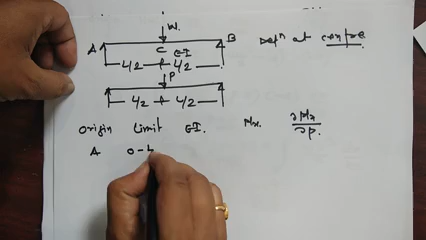 W.
A B Defⁿ at centre
C EI
L/2 L/2
P
L/2 L/2
Origin Limit EI. Mx. ∂Mx/∂P.
A 0-L